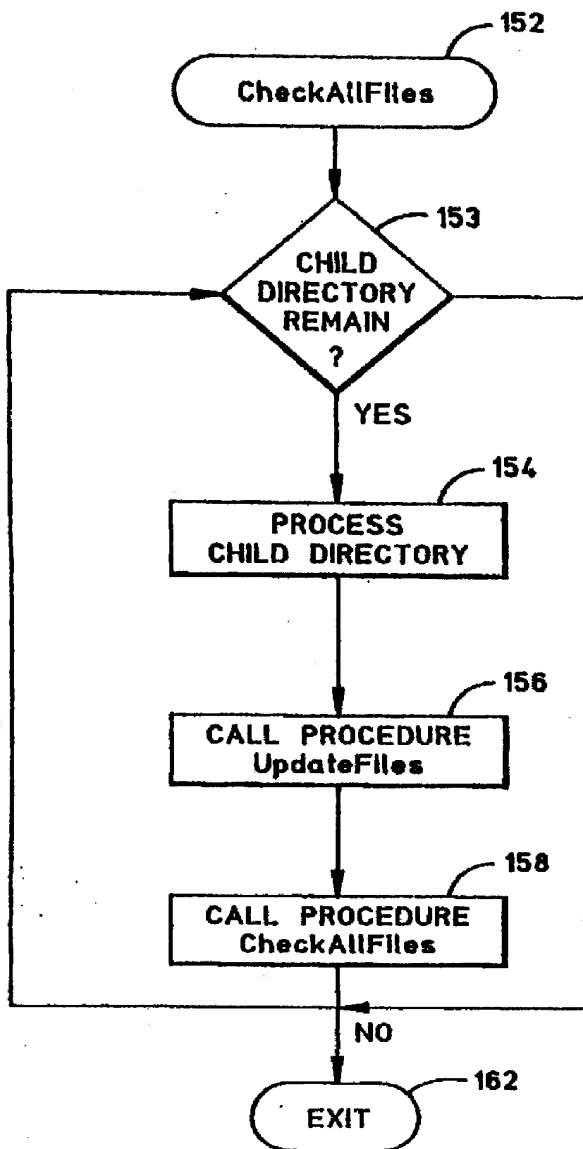 152
CheckAllFiles
153
CHILD
DIRECTORY
REMAIN
?
YES
154
PROCESS
CHILD DIRECTORY
156
CALL PROCEDURE
UpdateFiles
158
CALL PROCEDURE
CheckAllFiles
NO
162
EXIT